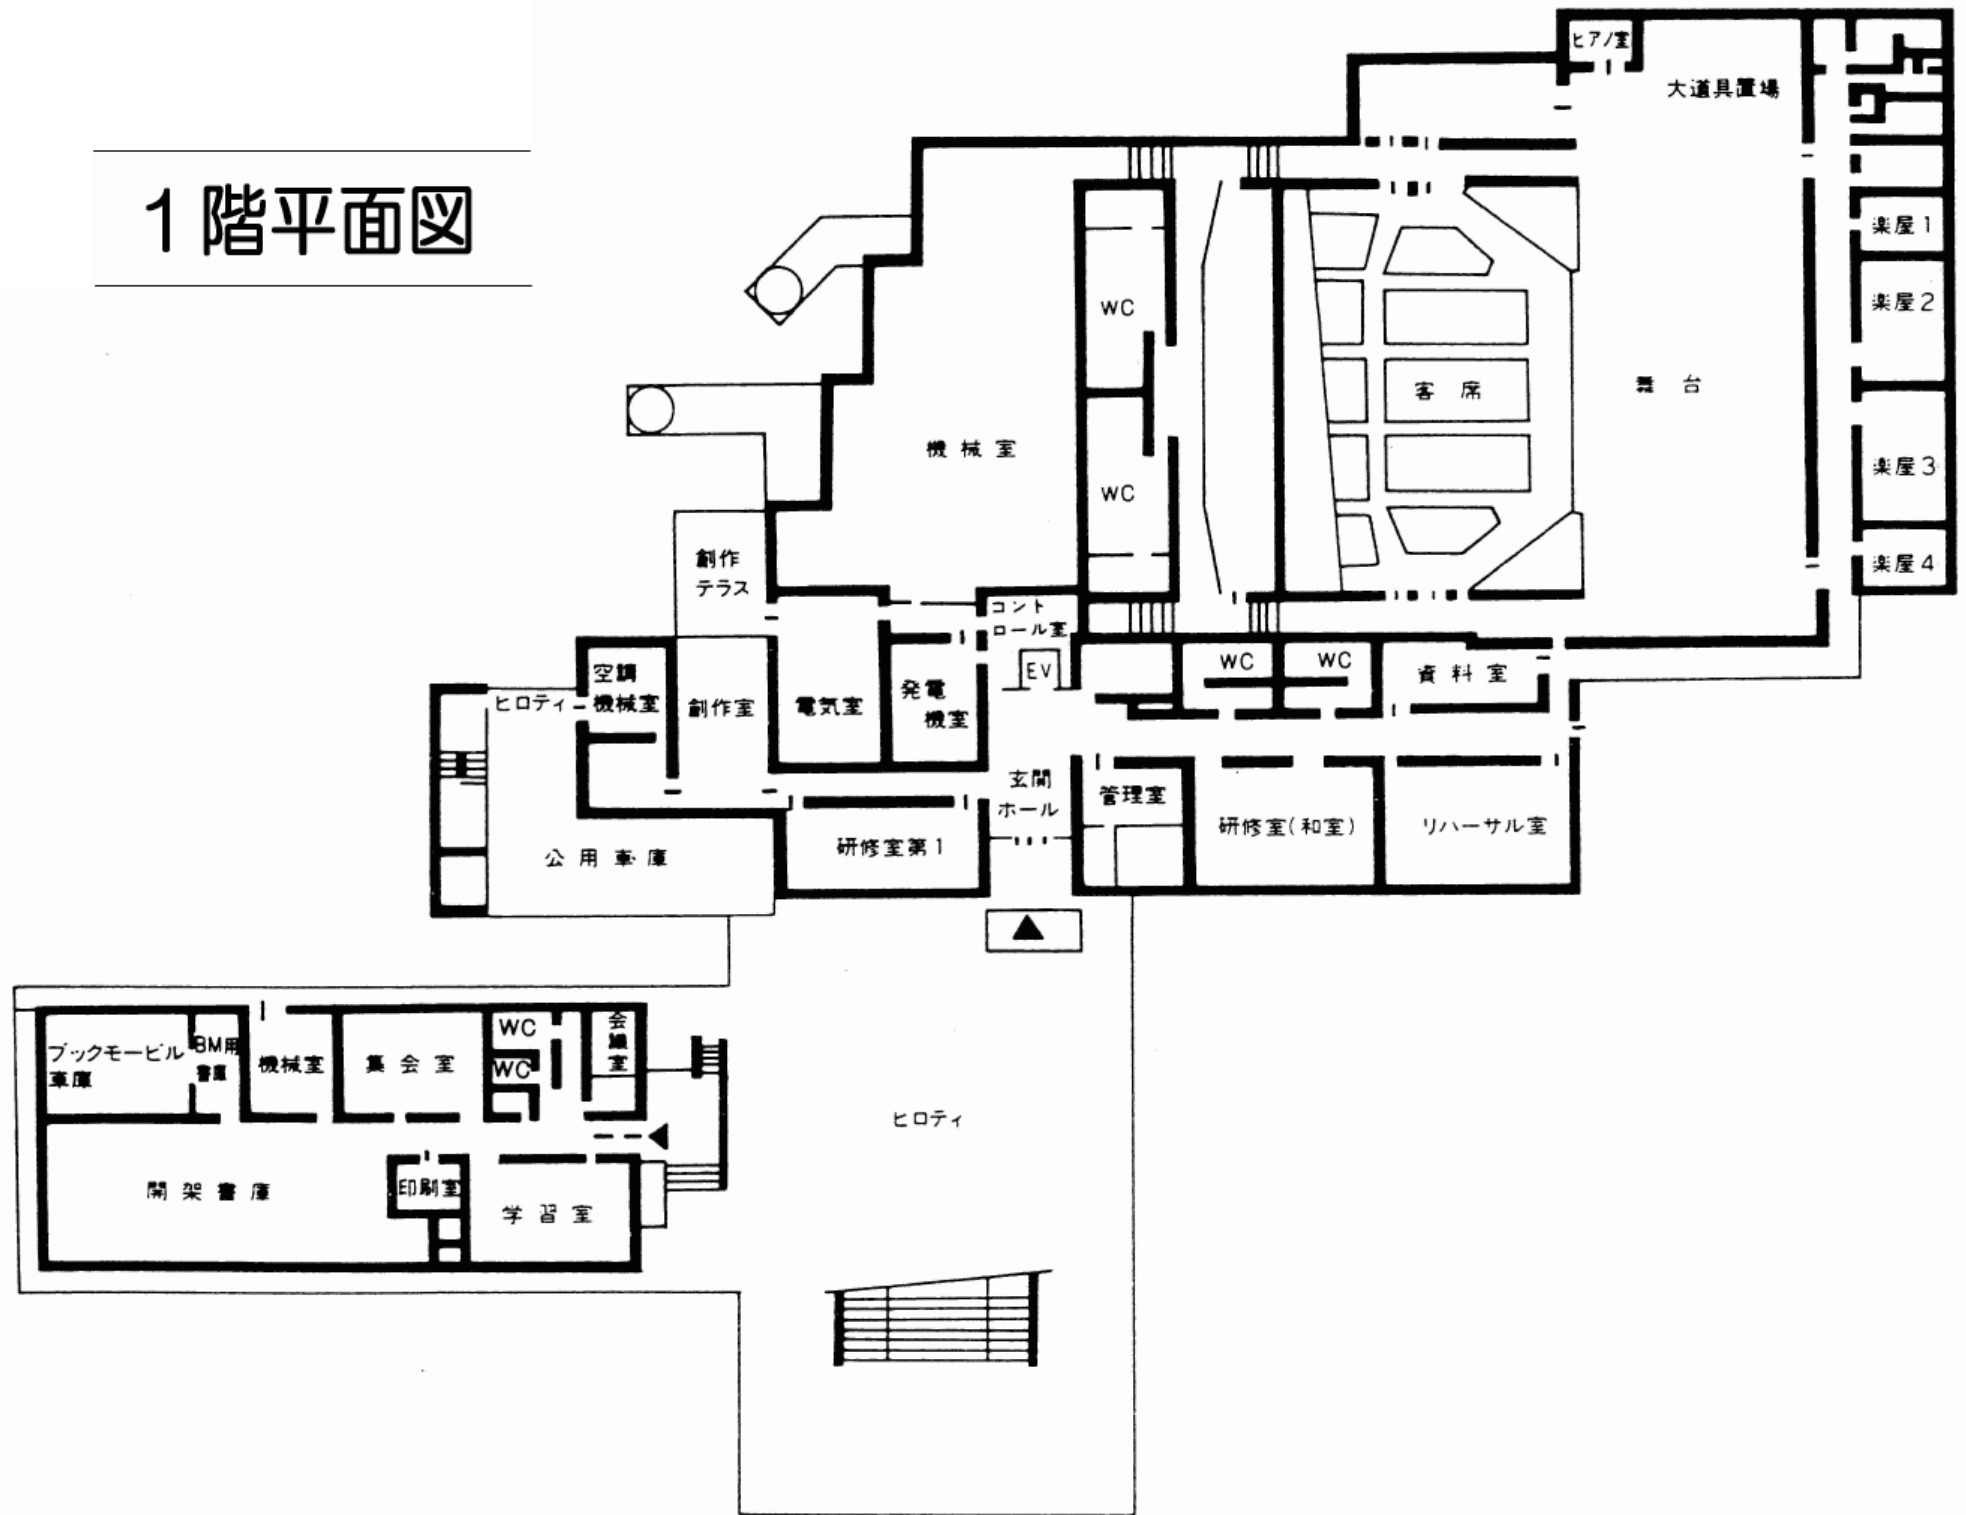 1階平面図
ピアノ室
大道具置場
楽屋1
WC
楽屋2
客席
舞台
機械室
楽屋3
WC
創作
テラス
楽屋4
コント
ロール室
EV
WC
WC
資料室
空調
機械室
ピロティ
創作室
電気室
発電
機室
玄関
ホール
管理室
研修室(和室)
リハーサル室
研修室第1
公用車庫
ブックモービル
車庫
BM用
書庫
機械室
集会室
WC
WC
会議室
ピロティ
開架書庫
印刷室
学習室